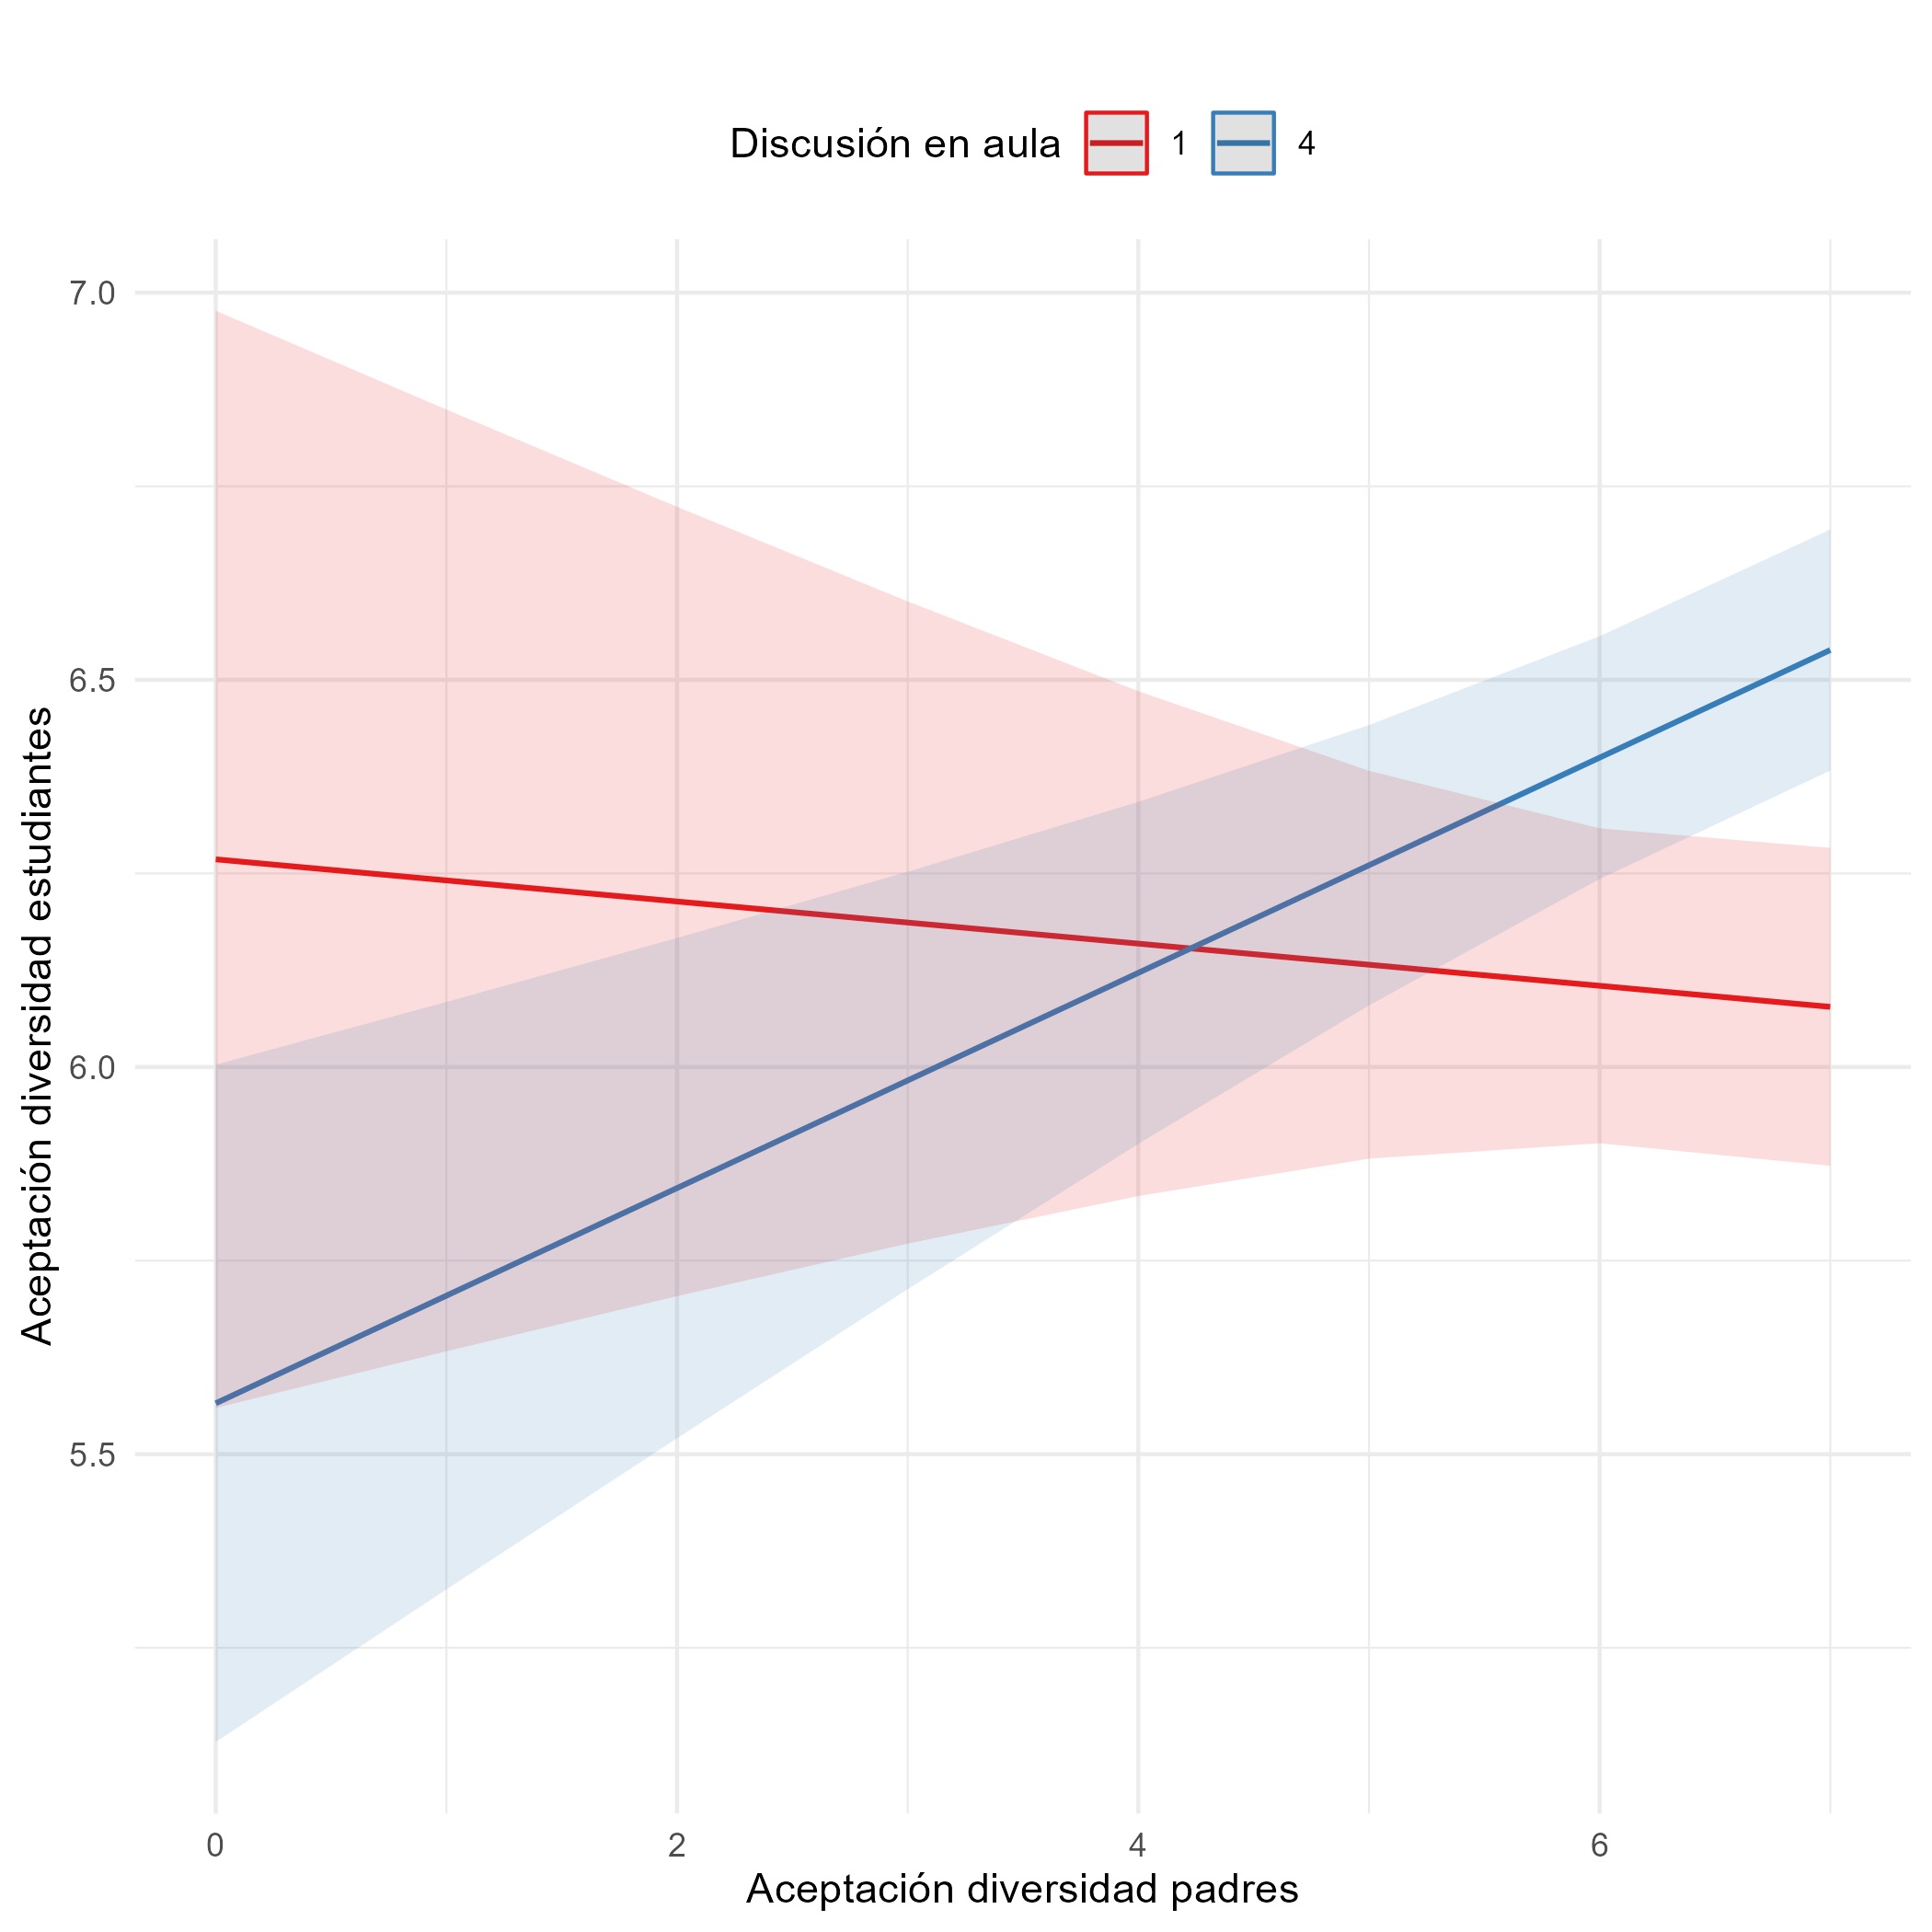 Discusión en aula 1 4
7.0
6.5
6.0
5.5
Aceptación diversidad estudiantes
0 2 4 6
Aceptación diversidad padres